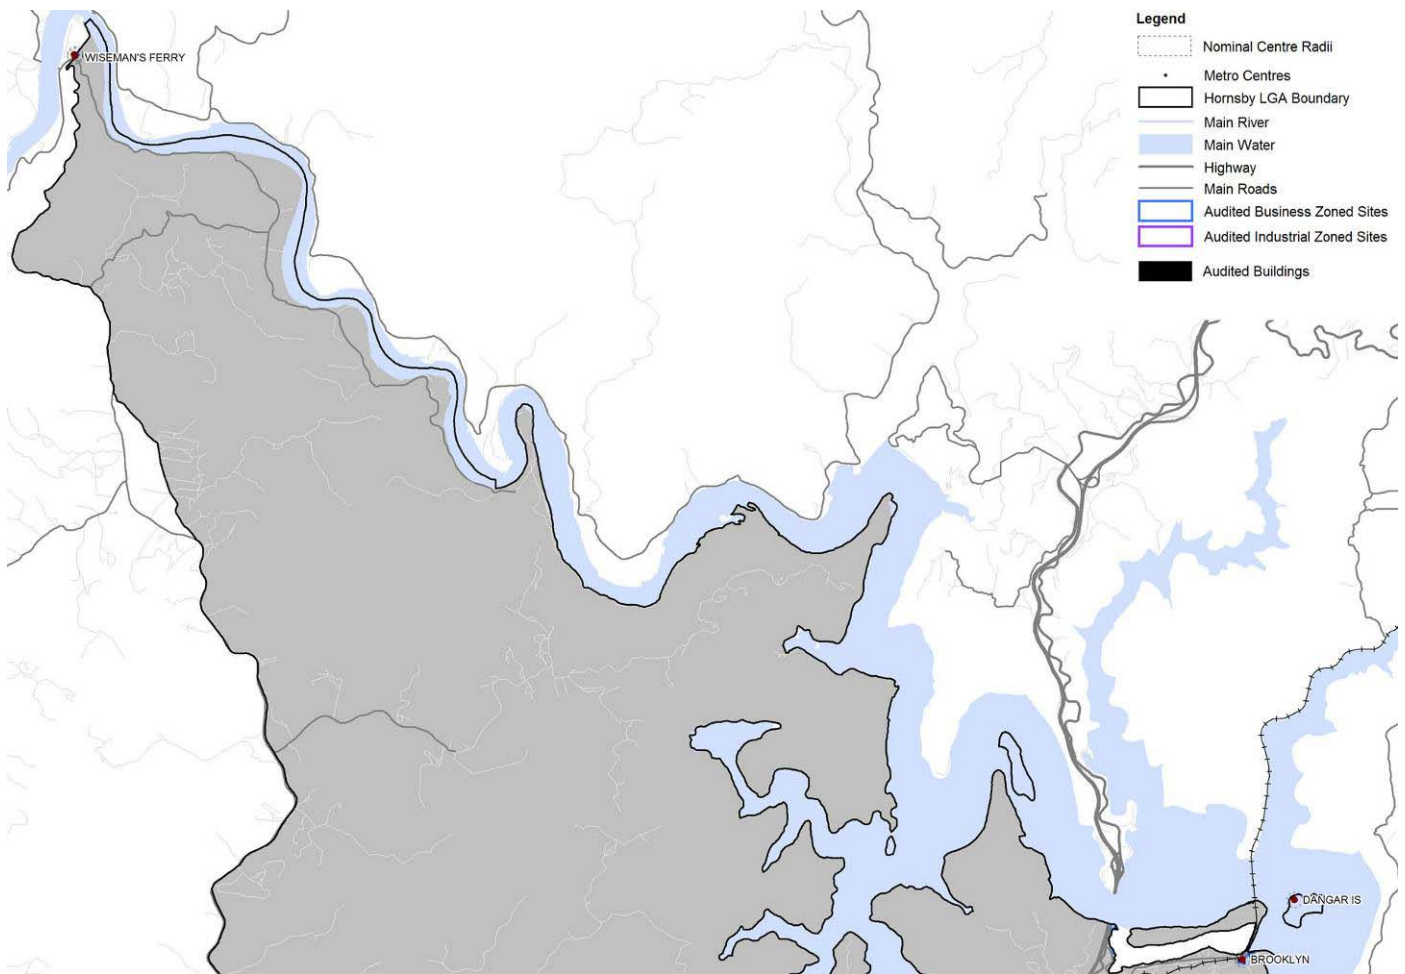 WISEMAN'S FERRY
Legend
Nominal Centre Radii
Metro Centres
Hornsby LGA Boundary
Main River
Main Water
Highway
Main Roads
Audited Business Zoned Sites
Audited Industrial Zoned Sites
Audited Buildings
DANGAR IS
BROOKLYN